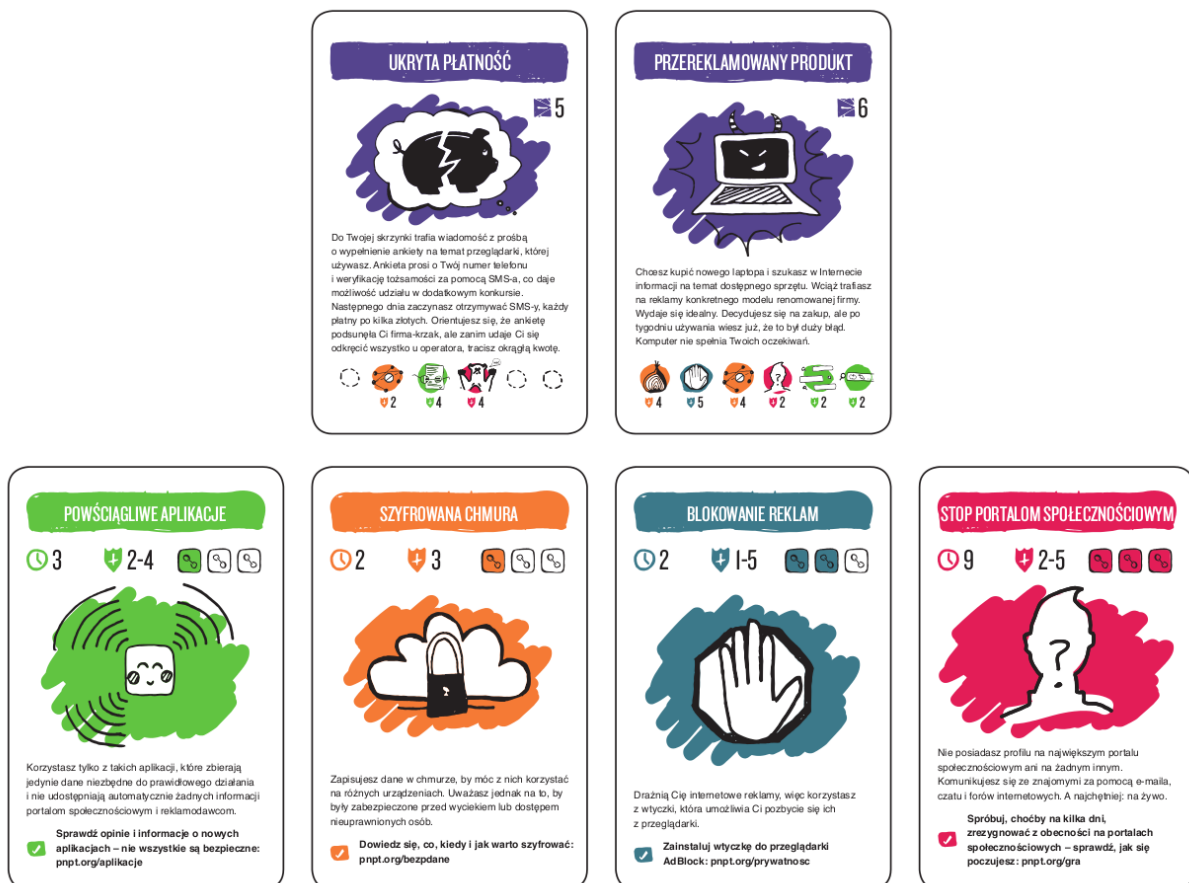 UKRYTA PŁATNOŚĆ
5
Do Twojej skrzynki trafia wiadomość z prośbą
o wypełnienie ankiety na temat przeglądarki, której
używasz. Ankieta prosi o Twój numer telefonu
i weryfikację tożsamości za pomocą SMS-a, co daje
możliwość udziału w dodatkowym konkursie.
Następnego dnia zaczynasz otrzymywać SMS-y, każdy
płatny po kilka złotych. Orientujesz się, że ankietę
podsunęła Ci firma-krzak, ale zanim udaje Ci się
odkręcić wszystko u operatora, tracisz okrągłą kwotę.
2 4 4
PRZEREKLAMOWANY PRODUKT
6
Chcesz kupić nowego laptopa i szukasz w Internecie
informacji na temat dostępnego sprzętu. Wciąż trafiasz
na reklamy konkretnego modelu renomowanej firmy.
Wydaje się idealny. Decydujesz się na zakup, ale po
tygodniu używania wiesz już, że to był duży błąd.
Komputer nie spełnia Twoich oczekiwań.
4 5 4 2 2 2
POWŚCIĄGLIWE APLIKACJE
3 2-4
Korzystasz tylko z takich aplikacji, które zbierają
jedynie dane niezbędne do prawidłowego działania
i nie udostępniają automatycznie żadnych informacji
portalom społecznościowym i reklamodawcom.
Sprawdź opinie i informacje o nowych
aplikacjach – nie wszystkie są bezpieczne:
pnpt.org/aplikacje
SZYFROWANA CHMURA
2 3
Zapisujesz dane w chmurze, by móc z nich korzystać
na różnych urządzeniach. Uważasz jednak na to, by
były zabezpieczone przed wyciekiem lub dostępem
nieuprawnionych osób.
Dowiedz się, co, kiedy i jak warto szyfrować:
pnpt.org/bezpdane
BLOKOWANIE REKLAM
2 1-5
Drażnią Cię internetowe reklamy, więc korzystasz
z wtyczki, która umożliwia Ci pozbycie się ich
z przeglądarki.
Zainstaluj wtyczkę do przeglądarki
AdBlock: pnpt.org/prywatnosc
STOP PORTALOM SPOŁECZNOŚCIOWYM
9 2-5
Nie posiadasz profilu na największym portalu
społecznościowym ani na żadnym innym.
Komunikujesz się ze znajomymi za pomocą e-maila,
czatu i forów internetowych. A najchętniej: na żywo.
Spróbuj, choćby na kilka dni,
zrezygnować z obecności na portalach
społecznościowych – sprawdź, jak się
poczujesz: pnpt.org/gra